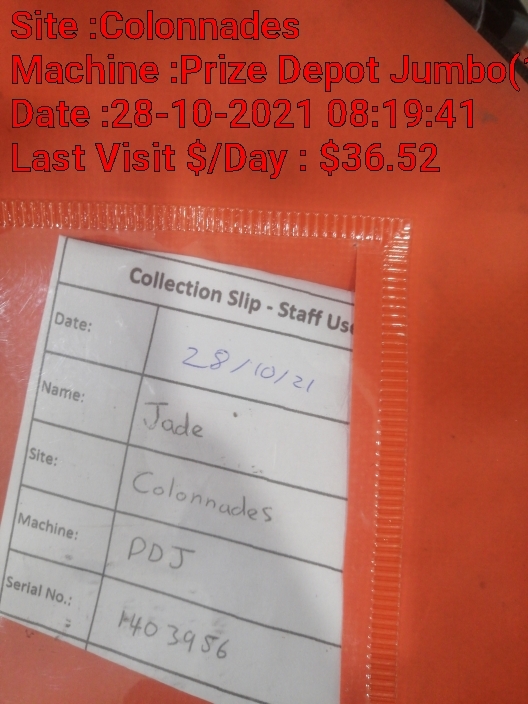 Site :Colonnades
Machine :Prize Depot Jumbo(
Date :28-10-2021 08:19:41
Last Visit $/Day : $36.52
Collection Slip - Staff Us
Date: 28/10/21
Name: Jade
Site: Colonnades
Machine: PDJ
Serial No.: 1403956